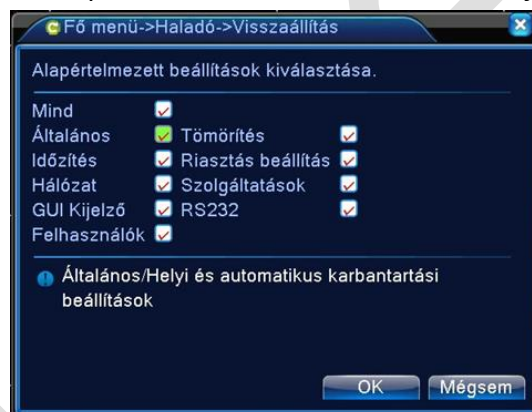 Fő menü->Haladó->Visszaállítás
Alapértelmezett beállítások kiválasztása.
Mind
Általános Tömörítés
Időzítés Riasztás beállítás
Hálózat Szolgáltatások
GUI Kijelző RS232
Felhasználók
Általános/Helyi és automatikus karbantartási
beállítások
OK Mégsem